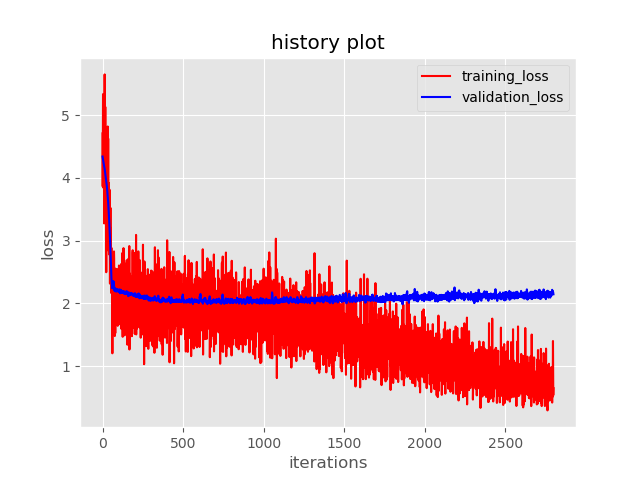 history plot
training_loss
validation_loss
5
4
3
2
1
loss
0 500 1000 1500 2000 2500
iterations